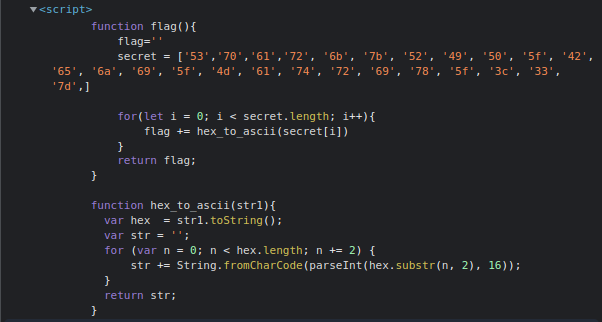 ▼<script>
function flag(){
flag=''
secret = ['53','70','61','72', '6b', '7b', '52', '49', '50', '5f', '42',
'65', '6a', '69', '5f', '4d', '61', '74', '72', '69', '78', '5f', '3c', '33',
'7d',]
for(let i = 0; i < secret.length; i++){
flag += hex_to_ascii(secret[i])
}
return flag;
}
function hex_to_ascii(str1){
var hex  = str1.toString();
var str = '';
for (var n = 0; n < hex.length; n += 2) {
str += String.fromCharCode(parseInt(hex.substr(n, 2), 16));
}
return str;
}